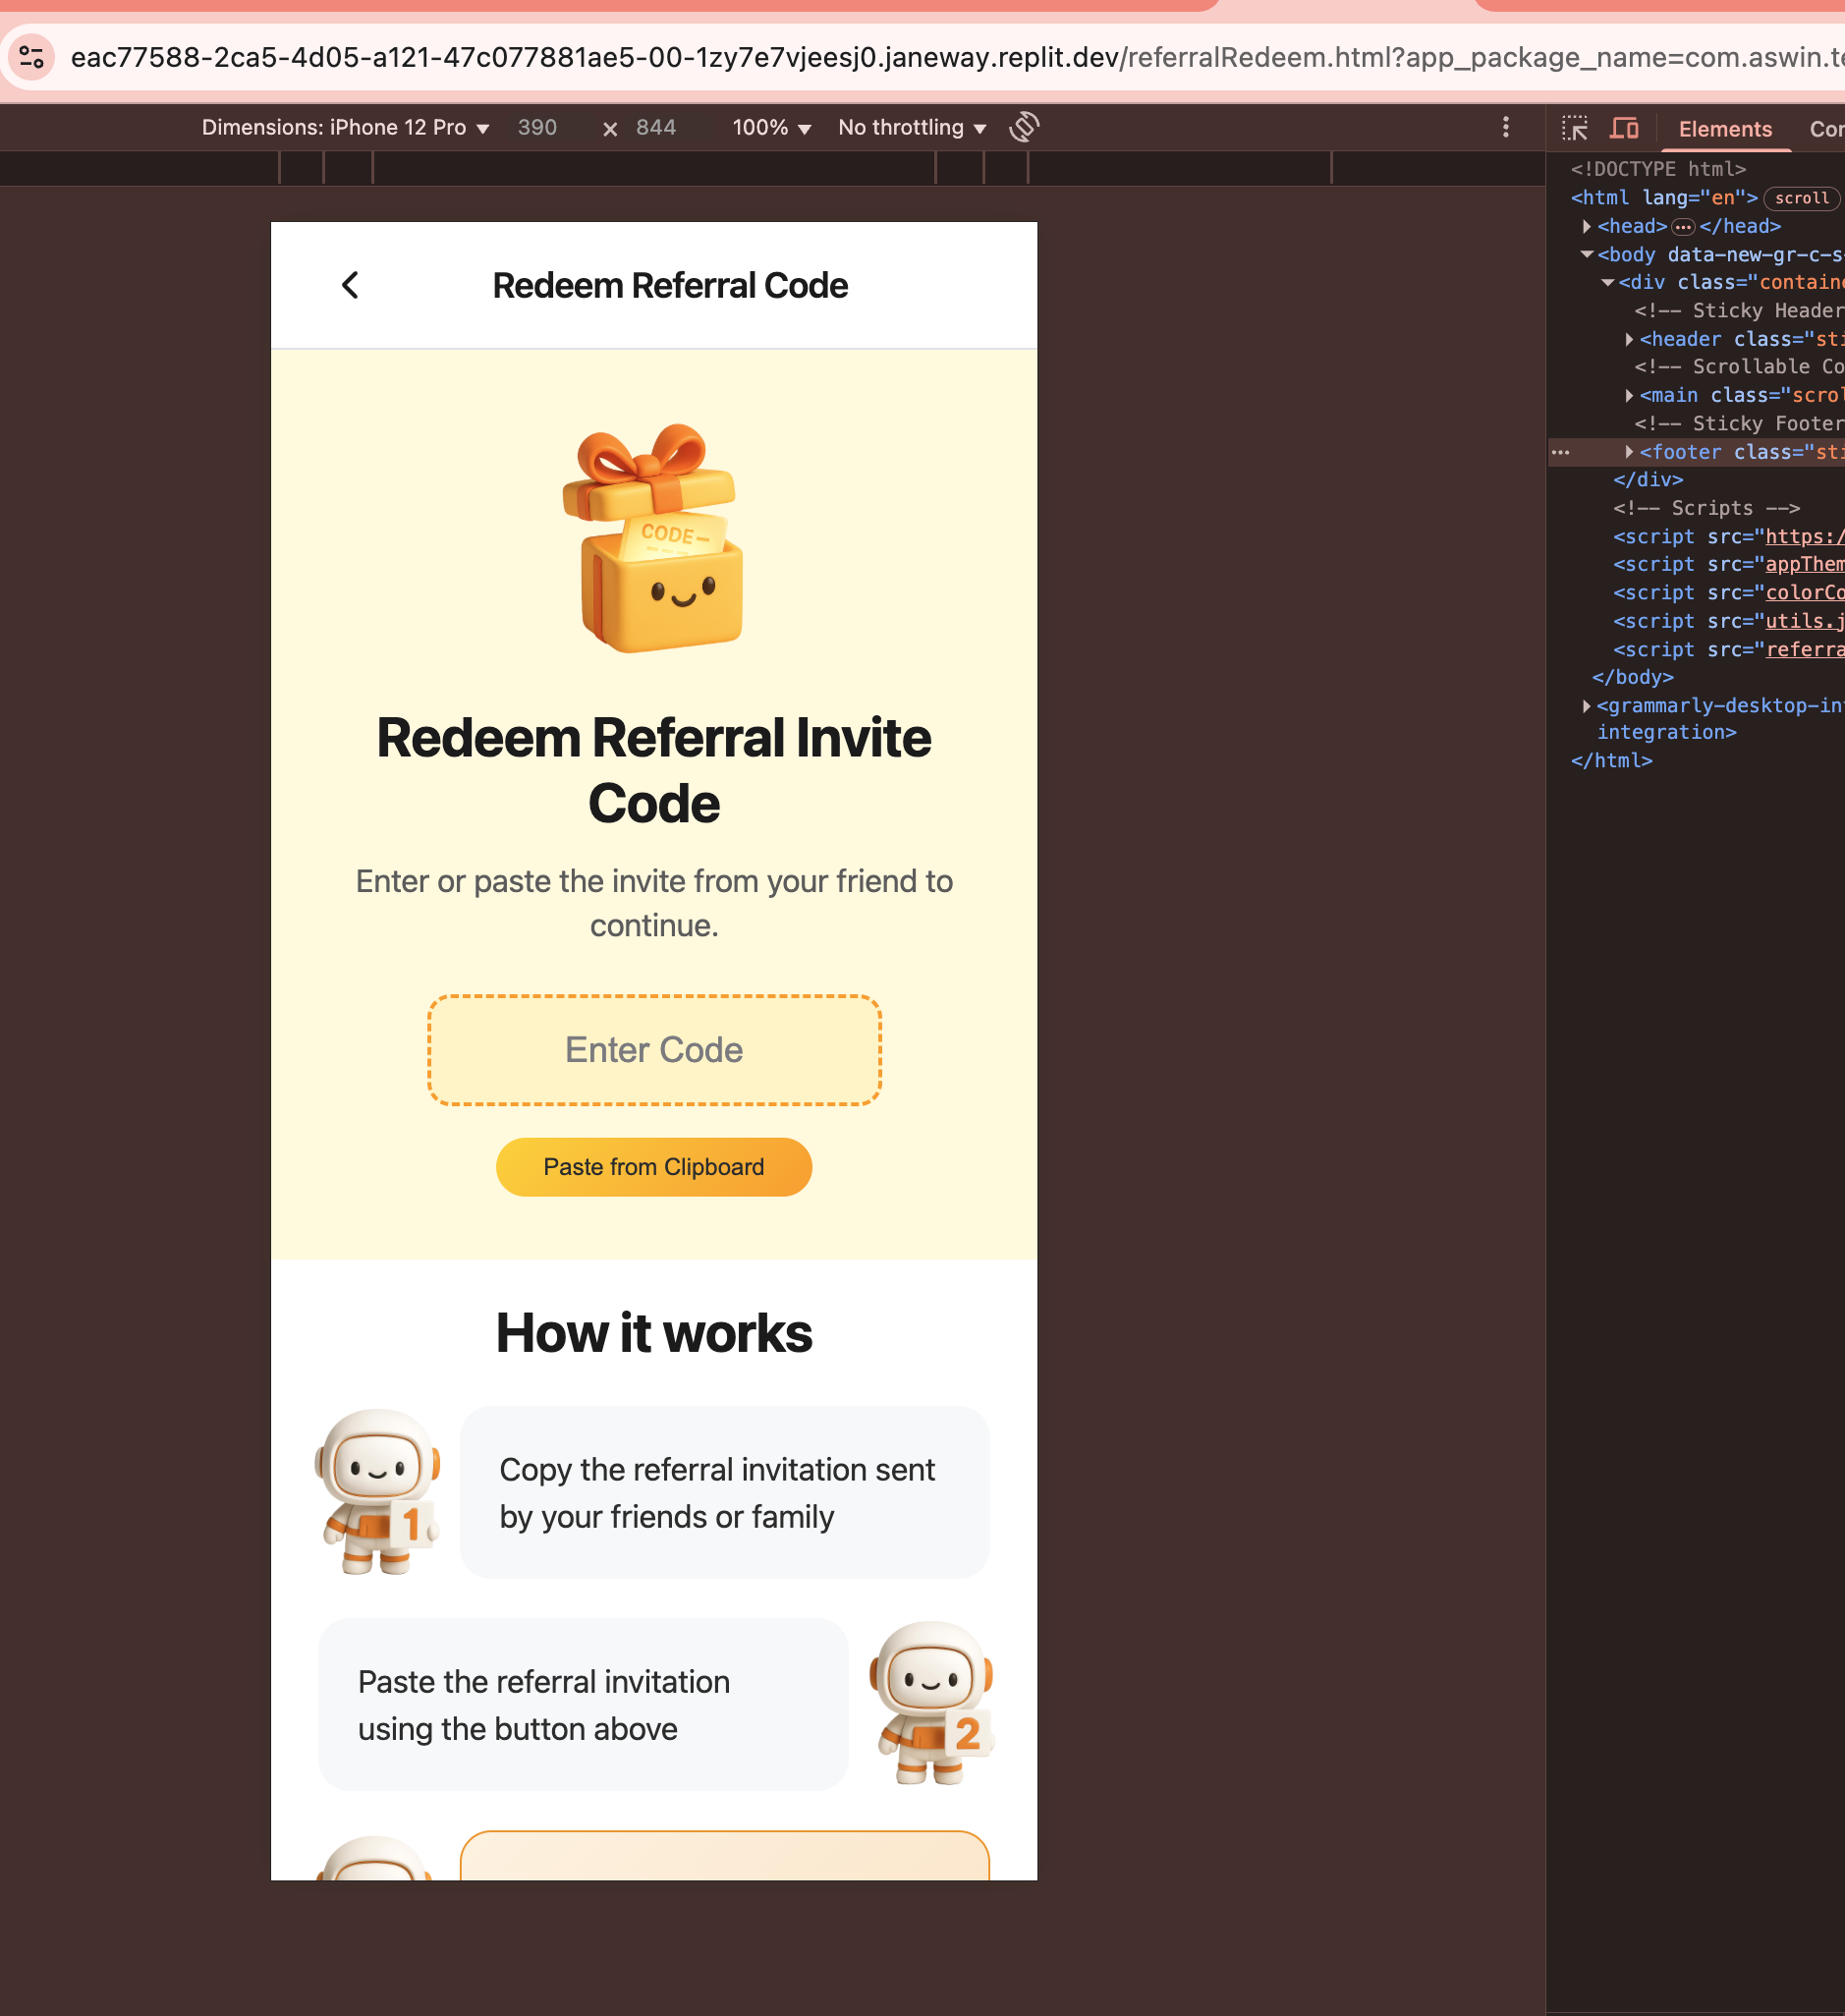 eac77588-2ca5-4d05-a121-47c077881ae5-00-1zy7e7vjeesj0.janeway.replit.dev/referralRedeem.html?app_package_name=com.aswin.te
Dimensions: iPhone 12 Pro ▼ 390 × 844 100% ▼ No throttling ▼
Elements Con
Redeem Referral Code
CODE
Redeem Referral Invite
Code
Enter or paste the invite from your friend to
continue.
Enter Code
Paste from Clipboard
How it works
1
Copy the referral invitation sent
by your friends or family
Paste the referral invitation
using the button above
2
<!DOCTYPE html>
<html lang="en"> scroll
<head> ••• </head>
<body data-new-gr-c-s
<div class="containe
<!-- Sticky Header
<header class="sti
<!-- Scrollable Co
<main class="scrol
<!-- Sticky Footer
••• <footer class="sti
</div>
<!-- Scripts -->
<script src="https:/
<script src="appThem
<script src="colorCo
<script src="utils.j
<script src="referra
</body>
<grammarly-desktop-in
integration>
</html>